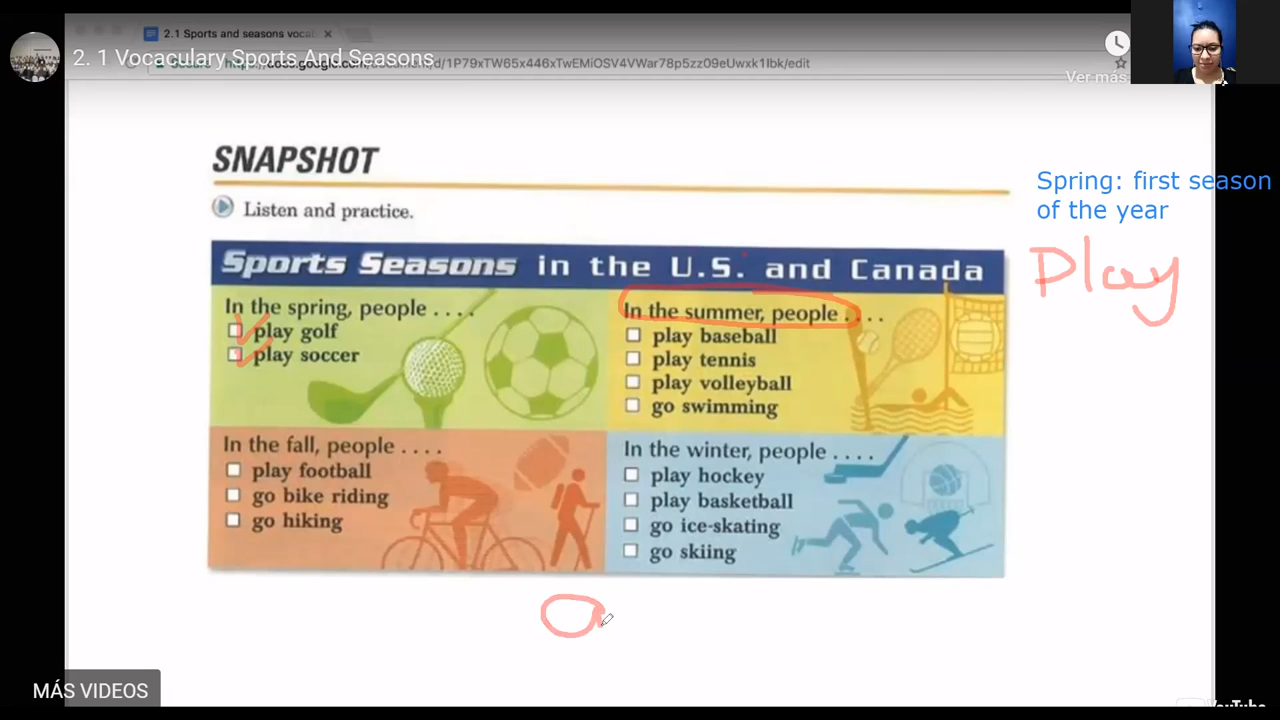 2.1 Sports and seasons vocal
2. 1 Vocaculary Sports And Seasons
Ver más
SNAPSHOT
Listen and practice.
Sports Seasons in the U.S. and Canada
In the spring, people . . . .
play golf
play soccer
In the summer, people . . . .
play baseball
play tennis
play volleyball
go swimming
In the fall, people . . . .
play football
go bike riding
go hiking
In the winter, people . . . .
play hockey
play basketball
go ice-skating
go skiing
Spring: first season
of the year
Play
MÁS VIDEOS
YouTube